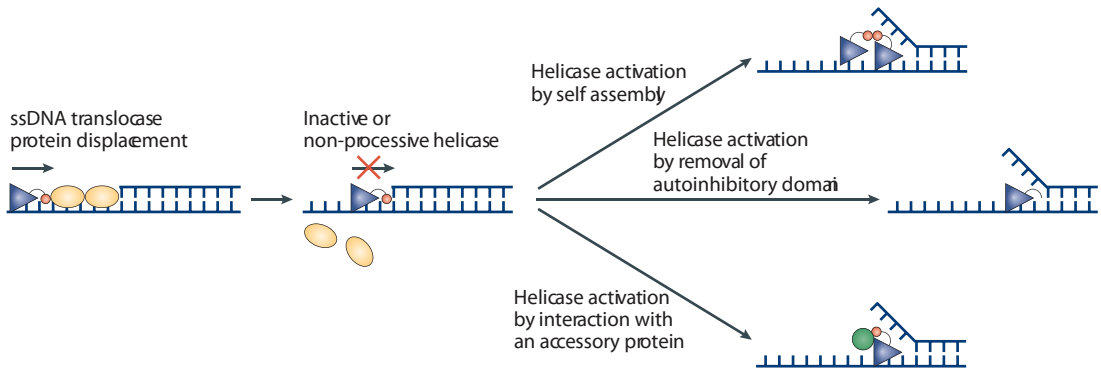 ssDNA translocase
protein displacement
Inactive or
non-processive helicase
Helicase activation
by self assembly
Helicase activation
by removal of
autoinhibitory domain
Helicase activation
by interaction with
an accessory protein